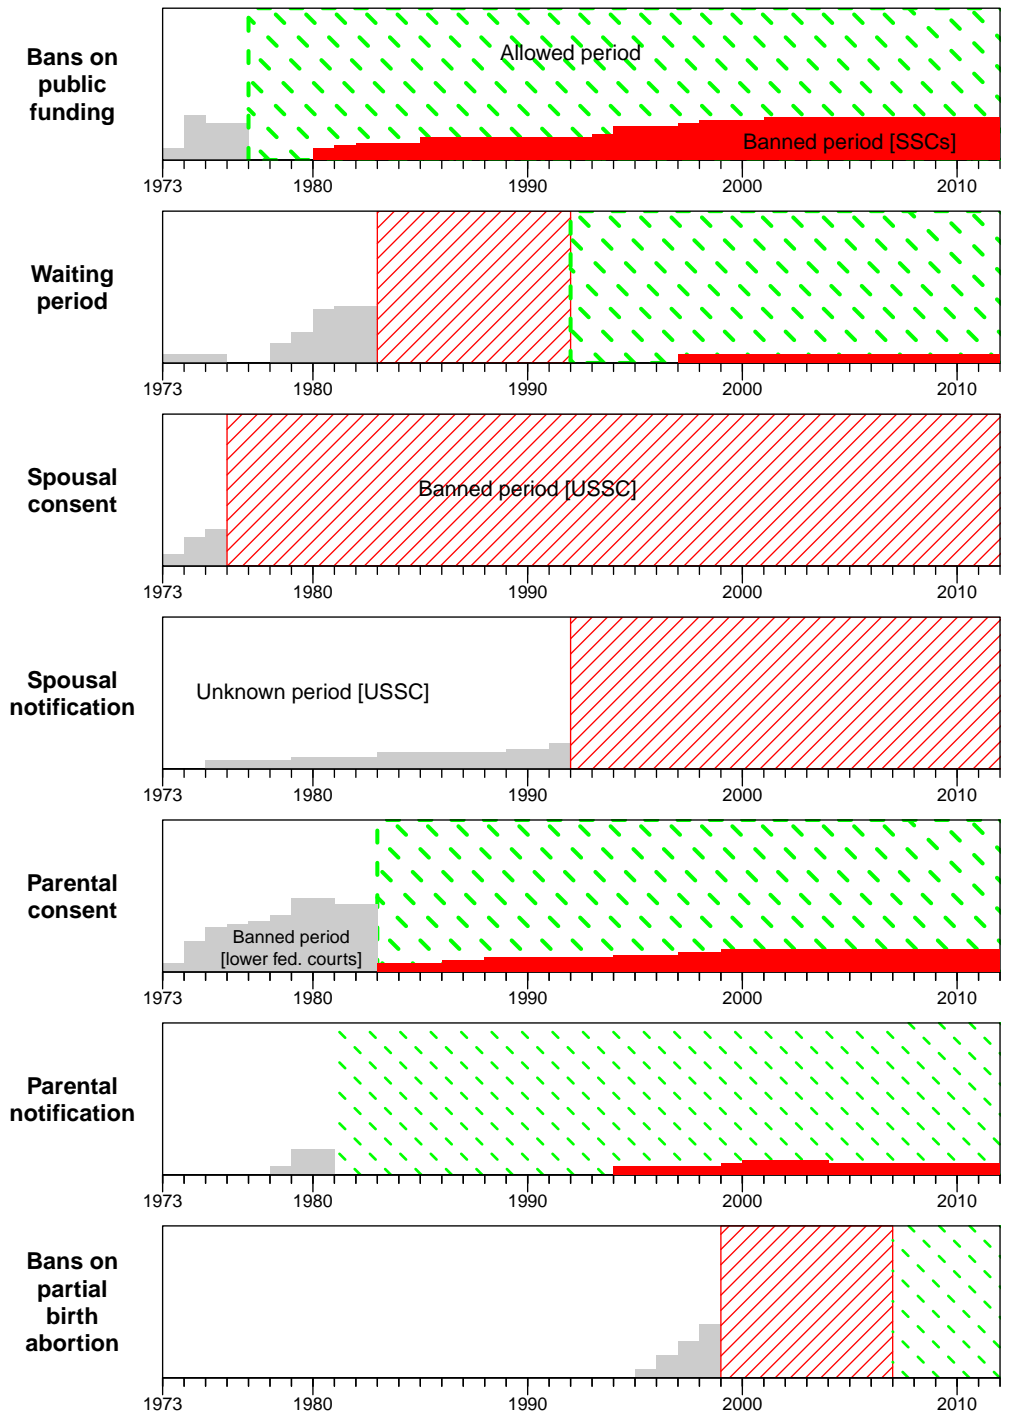 Bans on
public
funding
Allowed period
Banned period [SSCs]
1973 1980 1990 2000 2010
Waiting
period
1973 1980 1990 2000 2010
Spousal
consent
Banned period [USSC]
1973 1980 1990 2000 2010
Spousal
notification
Unknown period [USSC]
1973 1980 1990 2000 2010
Parental
consent
Banned period
[lower fed. courts]
1973 1980 1990 2000 2010
Parental
notification
1973 1980 1990 2000 2010
Bans on
partial
birth
abortion
1973 1980 1990 2000 2010